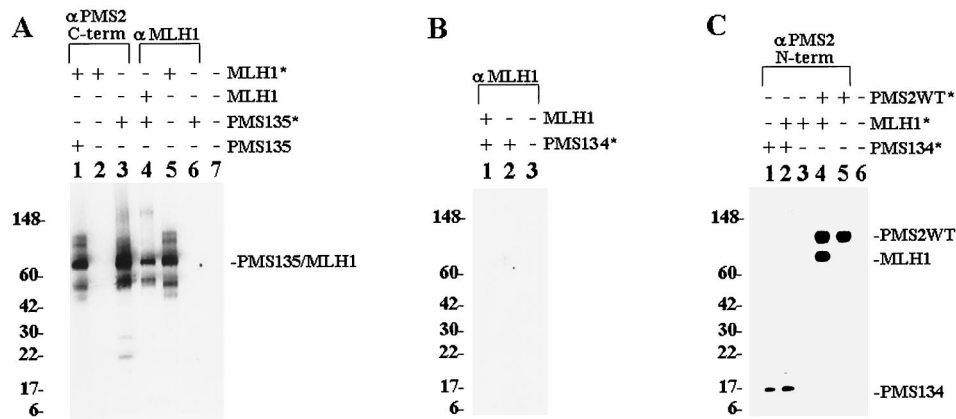 A
αPMS2
C-term
αMLH1
+ + - - + - - MLH1*
- - - + - - - MLH1
- - + + - + - PMS135*
+ - - - - - - PMS135
1 2 3 4 5 6 7
148-
60-
42-
30-
22-
17-
6-
-PMS135/MLH1
B
αMLH1
+ - - MLH1
+ + - PMS134*
1 2 3
148-
60-
42-
30-
22-
17-
6-
C
αPMS2
N-term
- - - + + - PMS2WT*
- + + + - - MLH1*
+ + - - - - PMS134*
1 2 3 4 5 6
148-
60-
42-
30-
22-
17-
6-
-PMS2WT
-MLH1
-PMS134